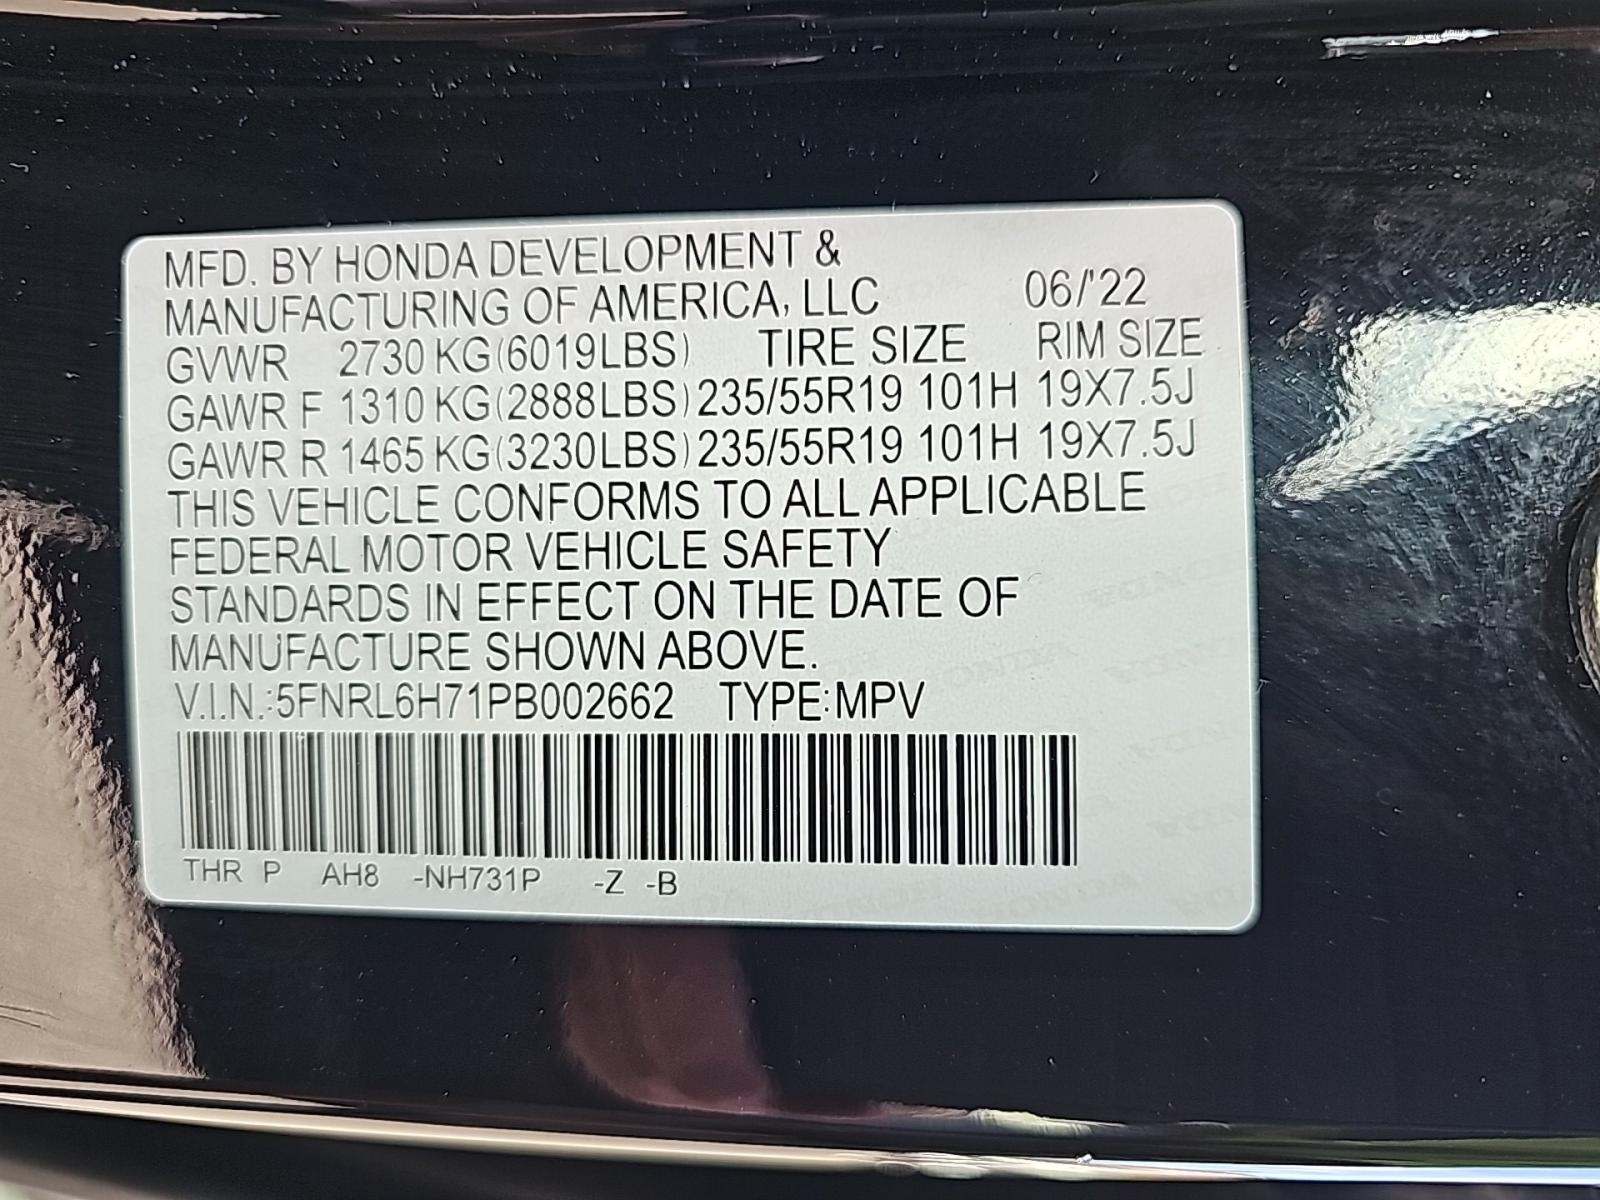 MFD. BY HONDA DEVELOPMENT &
MANUFACTURING OF AMERICA, LLC 06/'22
GVWR 2730 KG(6019LBS) TIRE SIZE RIM SIZE
GAWR F 1310 KG(2888LBS) 235/55R19 101H 19X7.5J
GAWR R 1465 KG(3230LBS) 235/55R19 101H 19X7.5J
THIS VEHICLE CONFORMS TO ALL APPLICABLE
FEDERAL MOTOR VEHICLE SAFETY
STANDARDS IN EFFECT ON THE DATE OF
MANUFACTURE SHOWN ABOVE.
V.I.N.:5FNRL6H71PB002662 TYPE:MPV
THR P AH8 -NH731P -Z -B